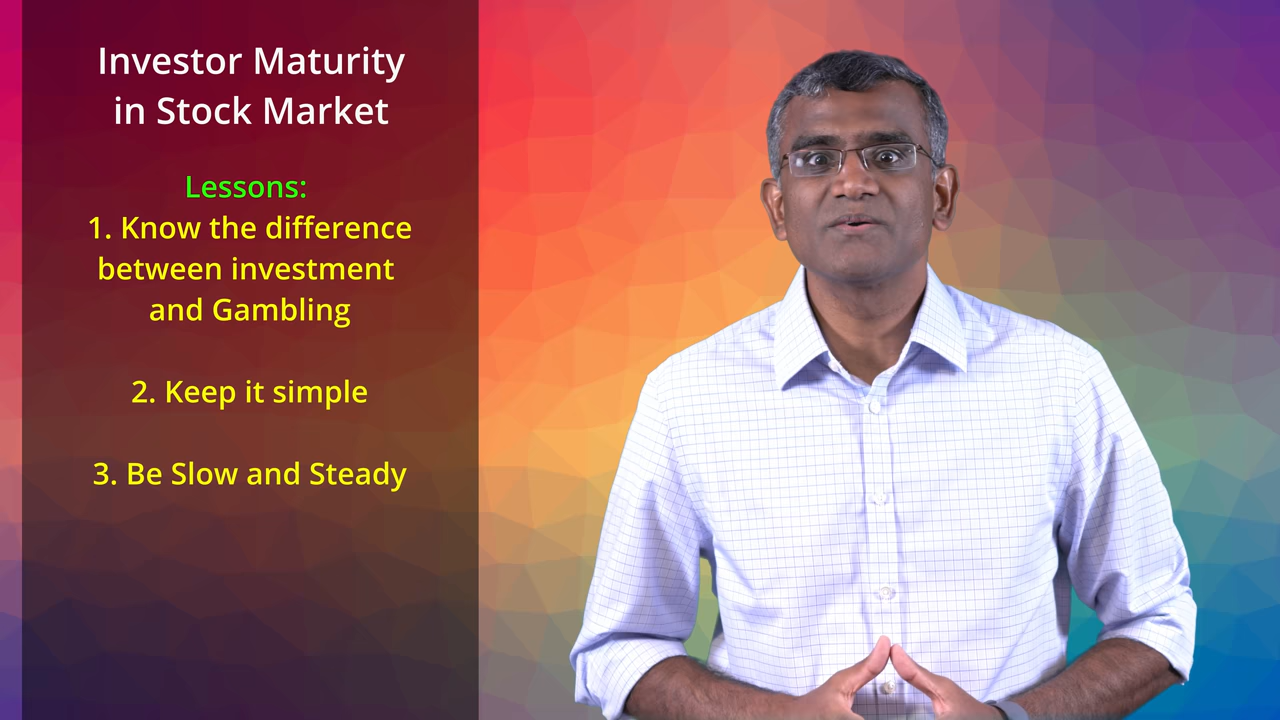 Investor Maturity
in Stock Market
Lessons:
1. Know the difference
between investment
and Gambling
2. Keep it simple
3. Be Slow and Steady